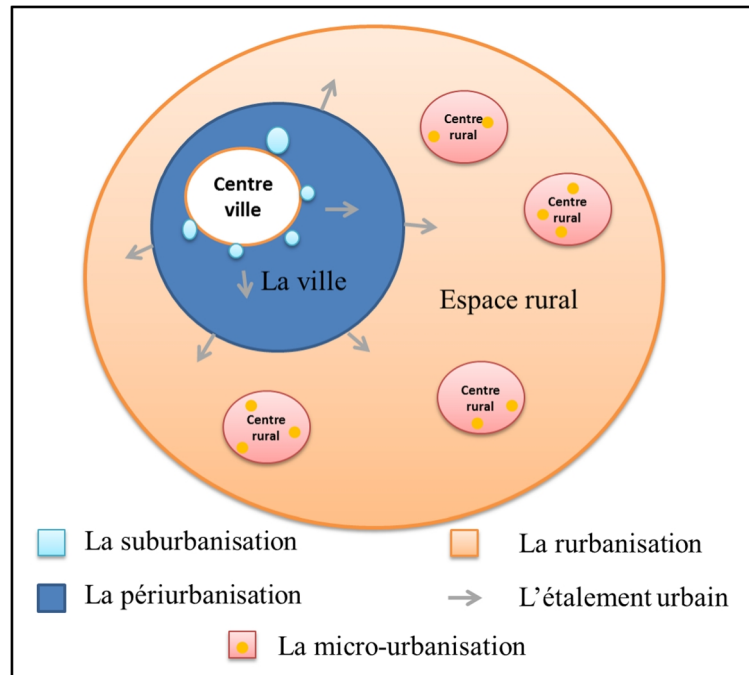 Centre
rural
Centre
ville
Centre
rural
La ville
Espace rural
Centre
rural
Centre
rural
La suburbanisation
La rurbanisation
La périurbanisation
L'étalement urbain
La micro-urbanisation